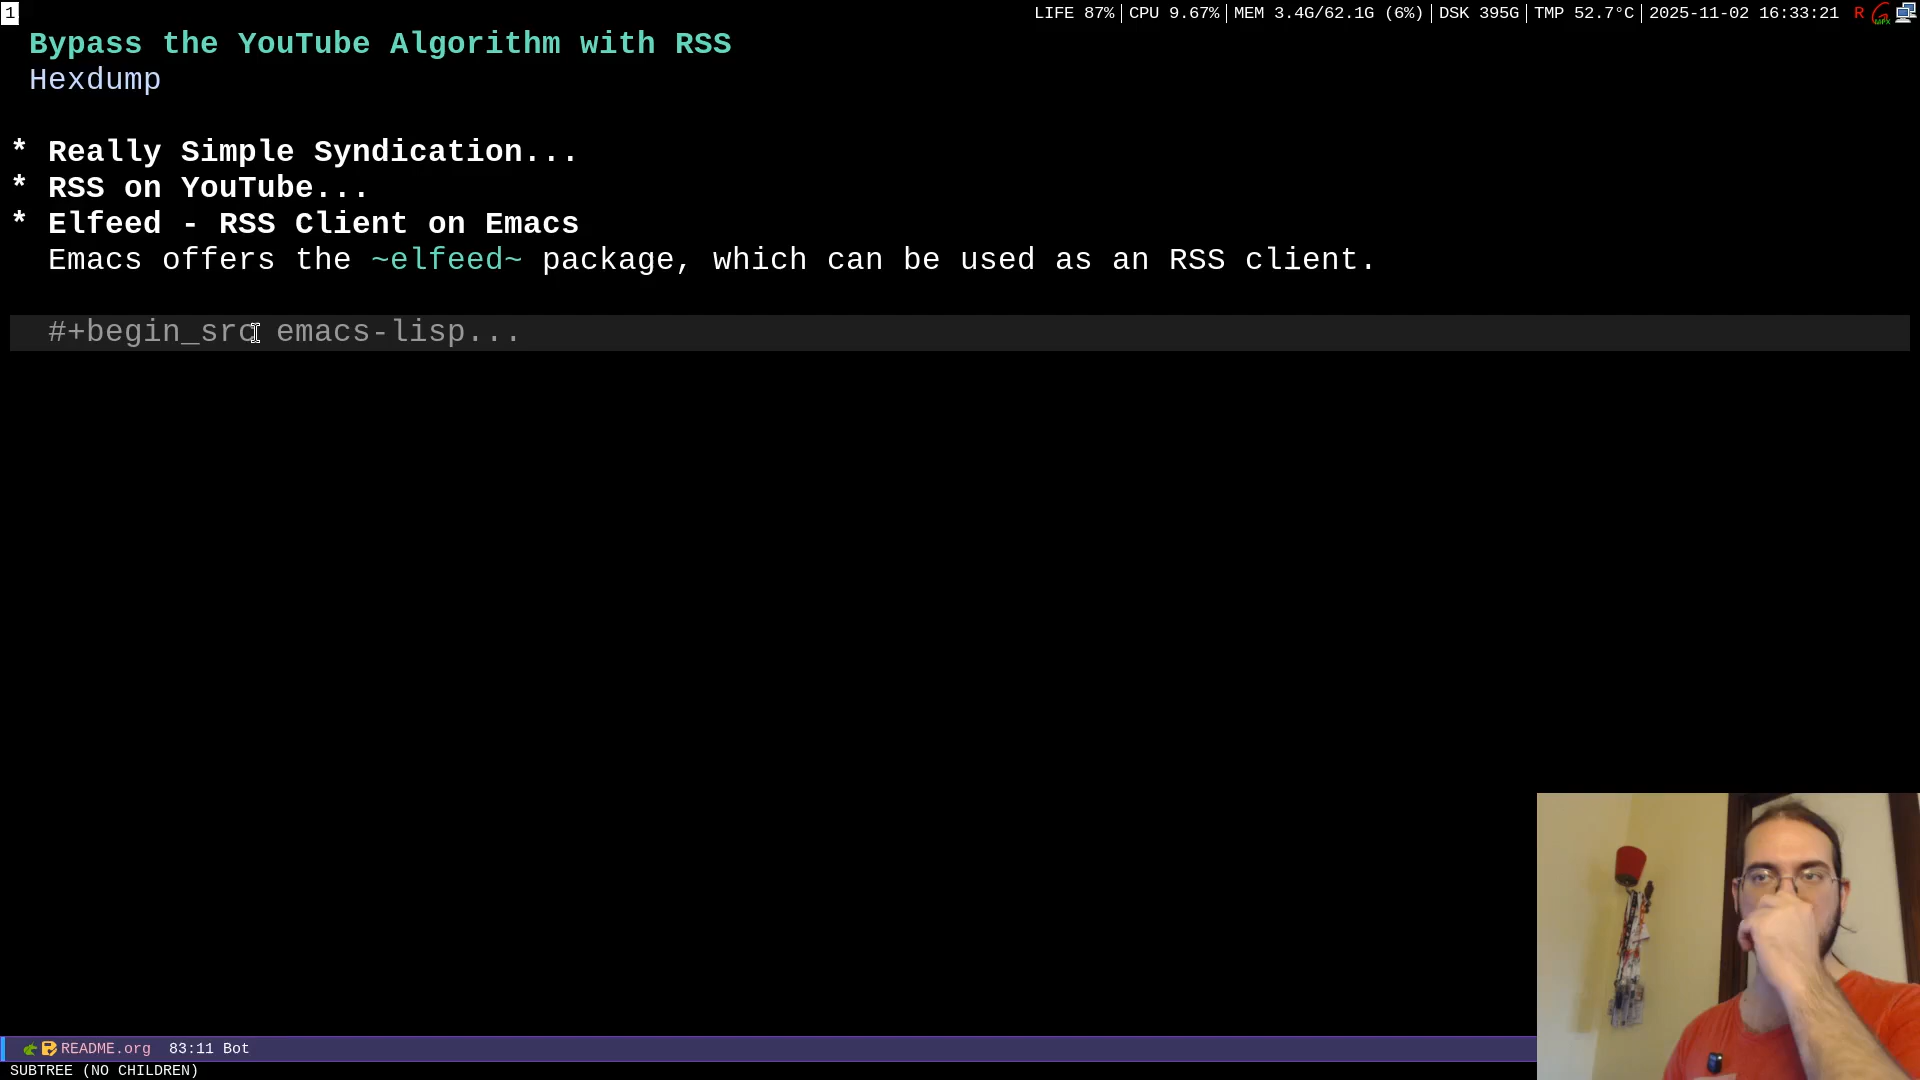 1
LIFE 87% CPU 9.67% MEM 3.4G/62.1G (6%) DSK 395G TMP 52.7°C 2025-11-02 16:33:21 R
Bypass the YouTube Algorithm with RSS
Hexdump
* Really Simple Syndication...
* RSS on YouTube...
* Elfeed - RSS Client on Emacs
Emacs offers the ~elfeed~ package, which can be used as an RSS client.
#+begin_src emacs-lisp...
README.org 83:11 Bot
SUBTREE (NO CHILDREN)